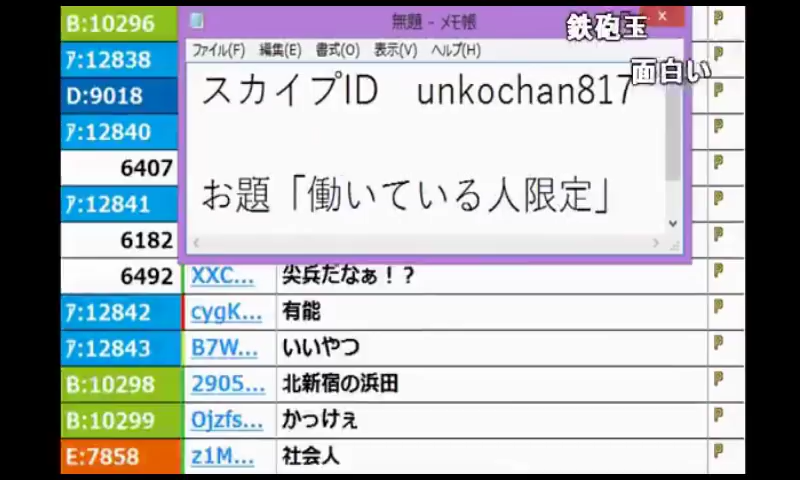 B:10296
無題 - メモ帳
鉄砲玉
ファイル(F) 編集(E) 書式(O) 表示(V) ヘルプ(H)
ｱ:12838
面白い
スカイプID unkochan817
D:9018
ｱ:12840
6407
お題「働いている人限定」
ｱ:12841
6182
6492 XXC... 尖兵だなぁ！？
ｱ:12842 cygK... 有能
ｱ:12843 B7W... いいやつ
B:10298 2905... 北新宿の浜田
B:10299 Ojzfs... かっけぇ
E:7858 z1M... 社会人